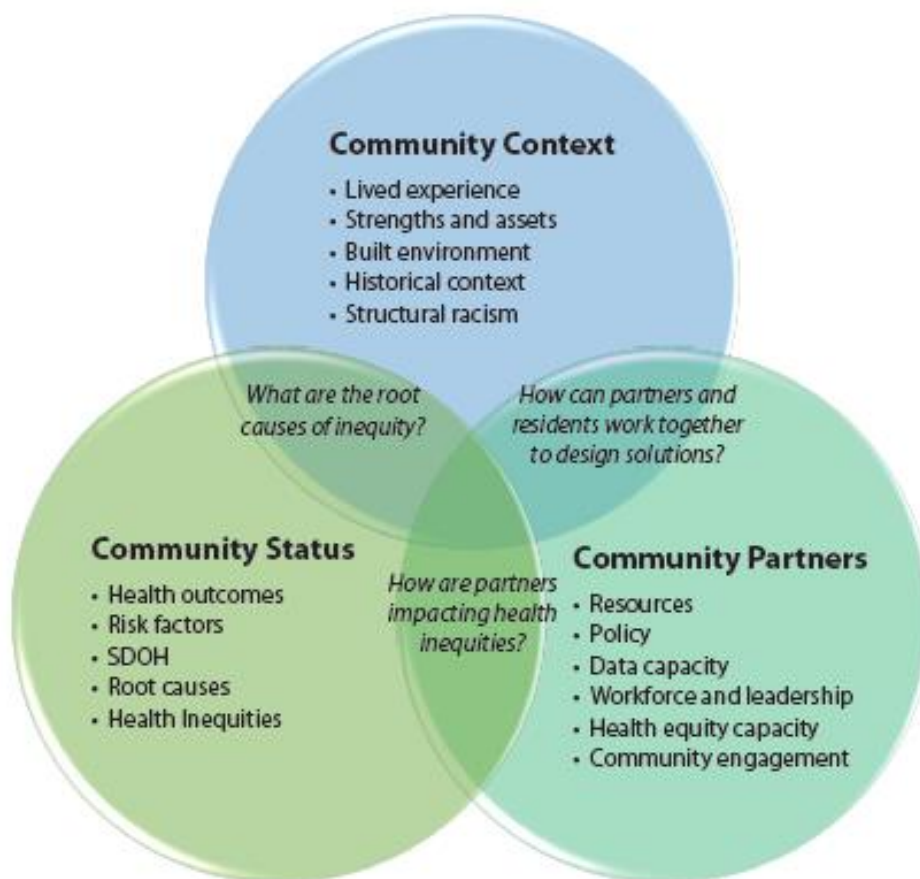 Community Context
• Lived experience
• Strengths and assets
• Built environment
• Historical context
• Structural racism
What are the root
causes of inequity?
How can partners and
residents work together
to design solutions?
Community Status
• Health outcomes
• Risk factors
• SDOH
• Root causes
• Health Inequities
How are partners
impacting health
inequities?
Community Partners
• Resources
• Policy
• Data capacity
• Workforce and leadership
• Health equity capacity
• Community engagement